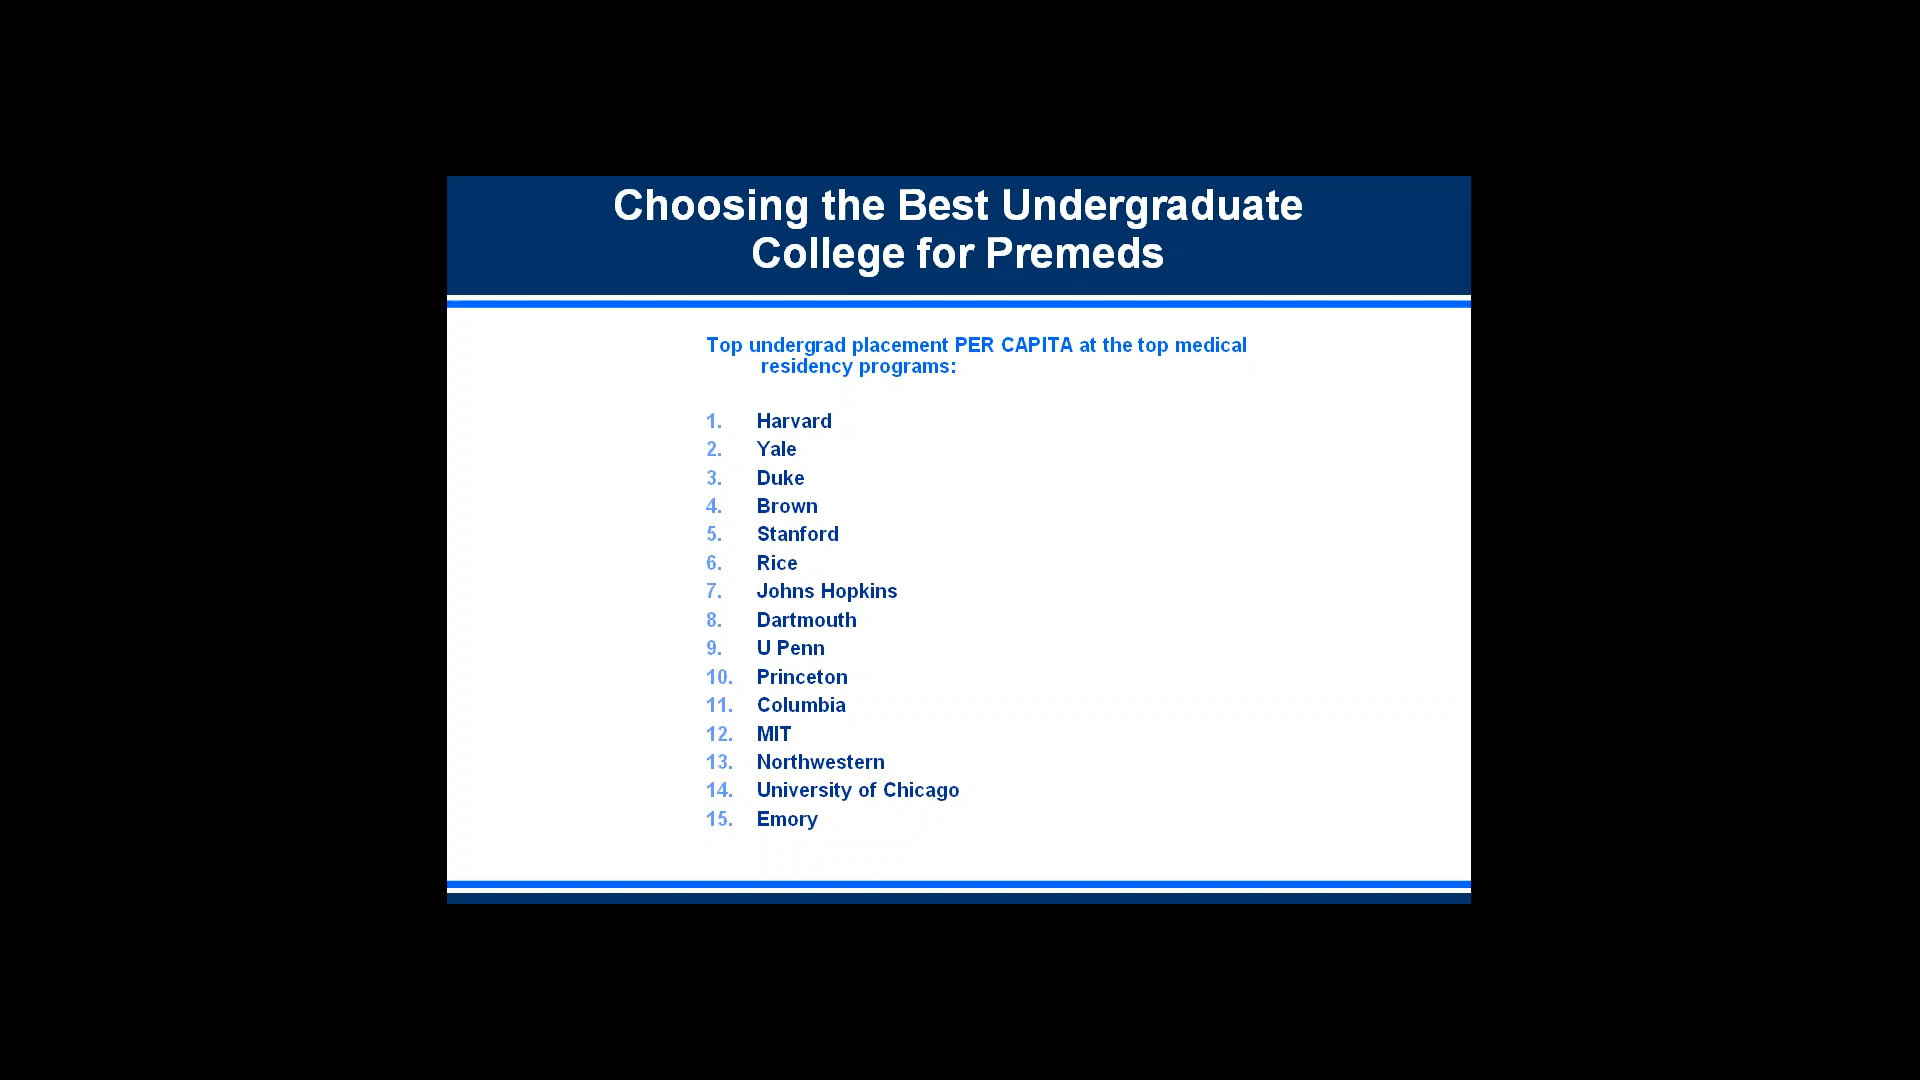 Choosing the Best Undergraduate
College for Premeds
Top undergrad placement PER CAPITA at the top medical
residency programs:
1. Harvard
2. Yale
3. Duke
4. Brown
5. Stanford
6. Rice
7. Johns Hopkins
8. Dartmouth
9. U Penn
10. Princeton
11. Columbia
12. MIT
13. Northwestern
14. University of Chicago
15. Emory